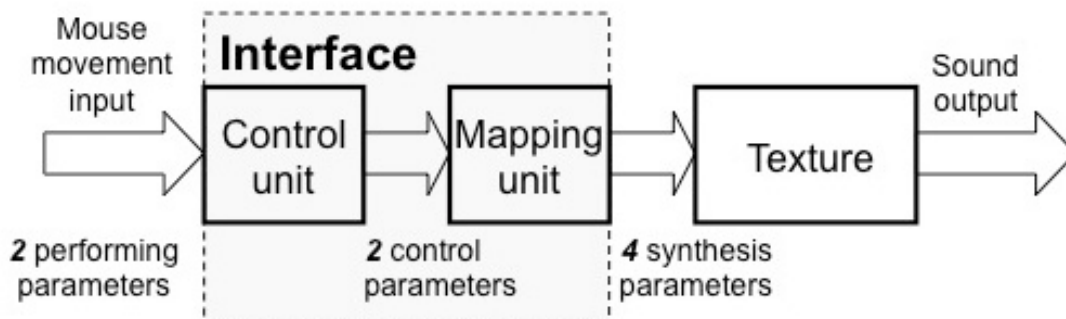 Mouse
movement
input
Interface
Control
unit
Mapping
unit
Texture
Sound
output
2 performing
parameters
2 control
parameters
4 synthesis
parameters